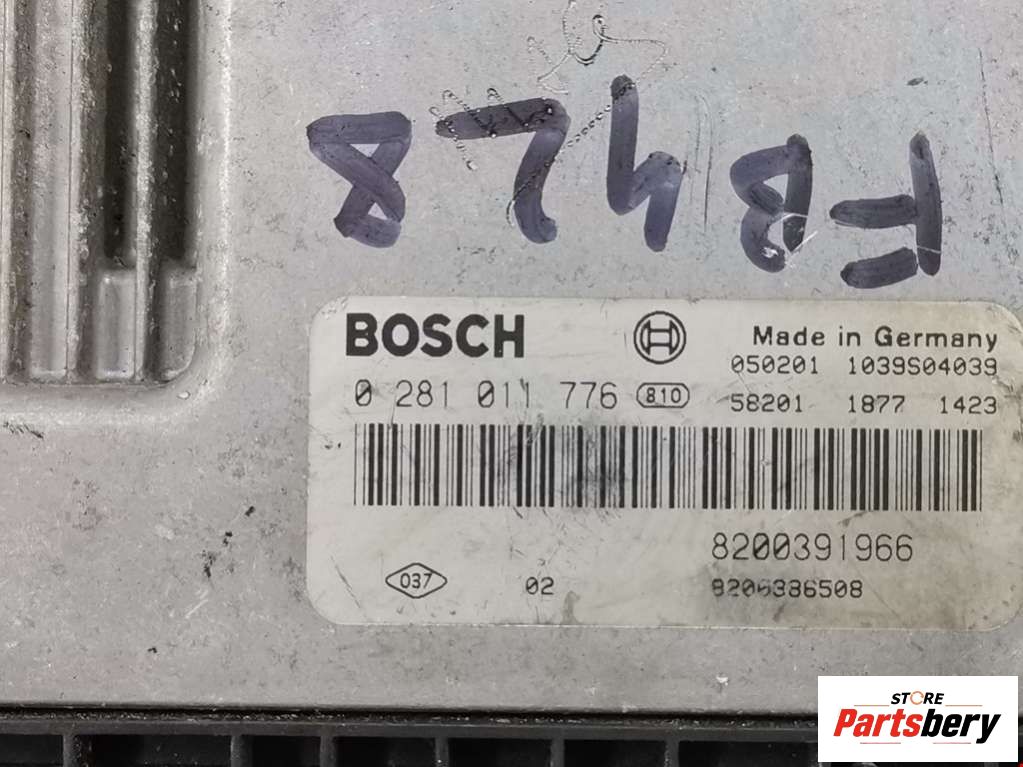 FB428
BOSCH
Made in Germany
0 281 011 776 810
050201 1039S04039
58201 1877 1423
8200391966
037 02
STORE
Partsbery